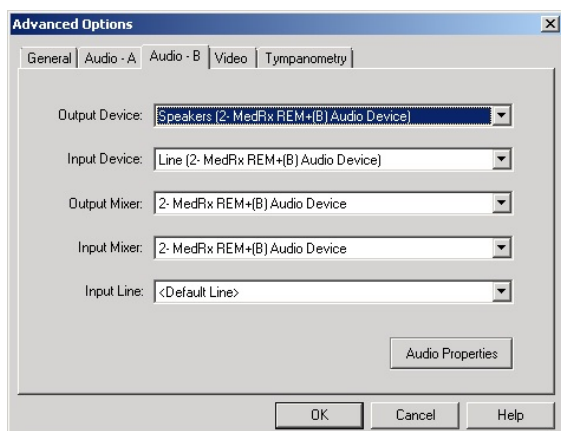 Advanced Options
General Audio - A Audio - B Video Tympanometry
Output Device: Speakers (2- MedRx REM+(B) Audio Device)
Input Device: Line (2- MedRx REM+(B) Audio Device)
Output Mixer: 2- MedRx REM+(B) Audio Device
Input Mixer: 2- MedRx REM+(B) Audio Device
Input Line: <Default Line>
Audio Properties
OK Cancel Help